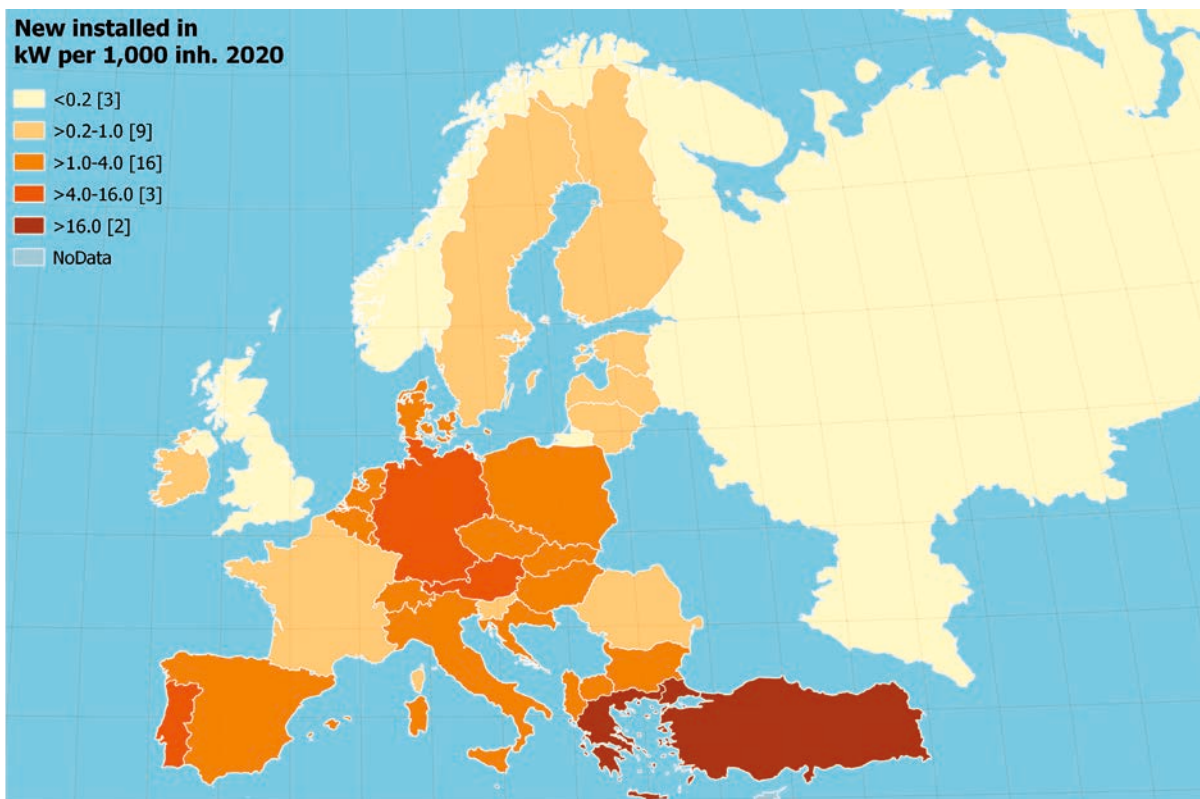 New installed in
kW per 1,000 inh. 2020
<0.2 [3]
>0.2-1.0 [9]
>1.0-4.0 [16]
>4.0-16.0 [3]
>16.0 [2]
NoData